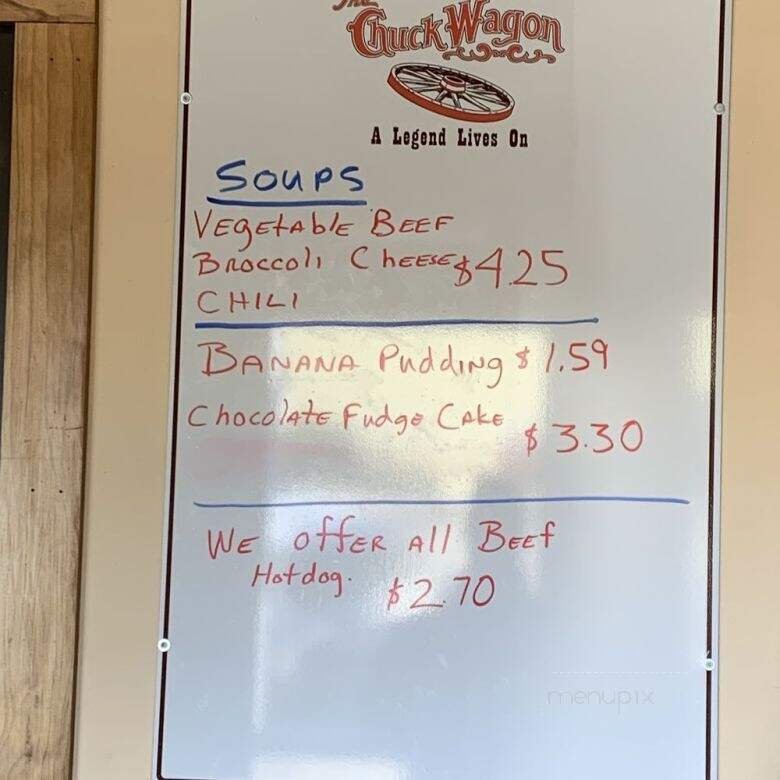 The
Chuck Wagon
A Legend Lives On
SOUPS
VEgEtAblE BEEF
Broccoli ChEESE $4.25
CHILI
BANANA Pudding $1.59
ChocolAtE Fudge CAkE
$3.30
WE offER All BEEf
Hotdog. $2.70
menupix